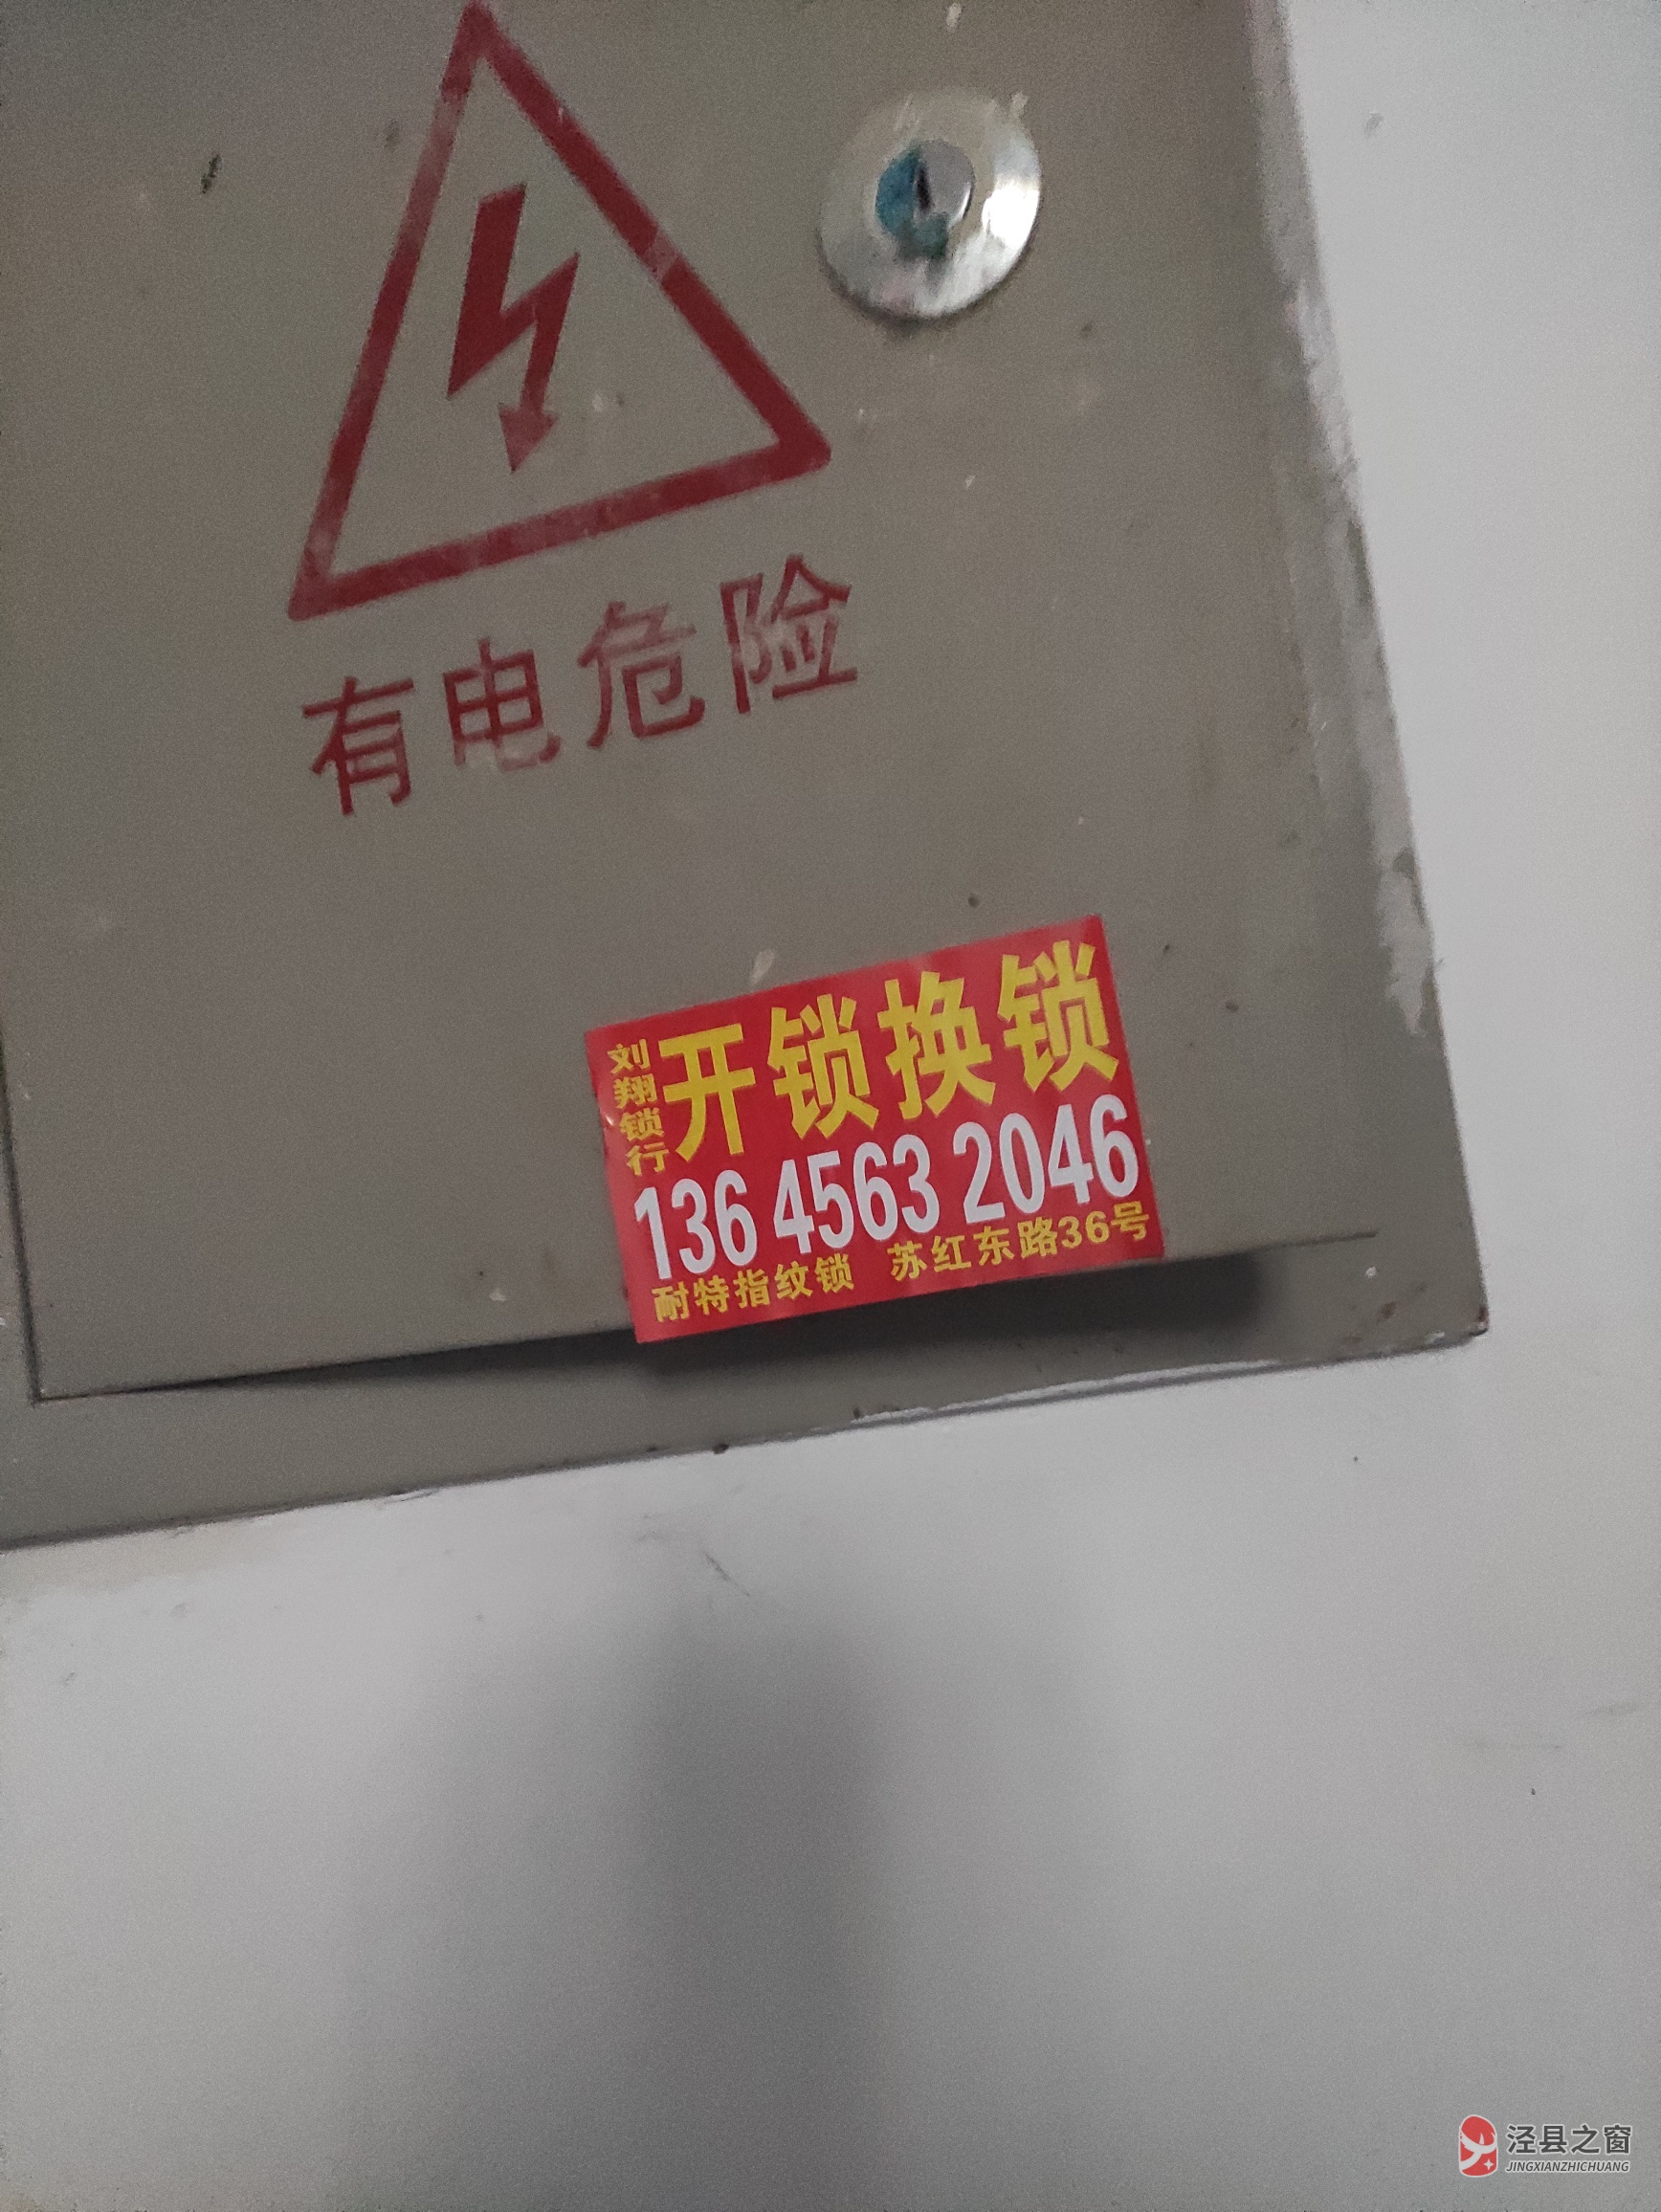 有电危险
刘翔锁行
开锁换锁
136 4563 2046
耐特指纹锁 苏红东路36号
泾县之窗
JINGXIANZHICHUANG